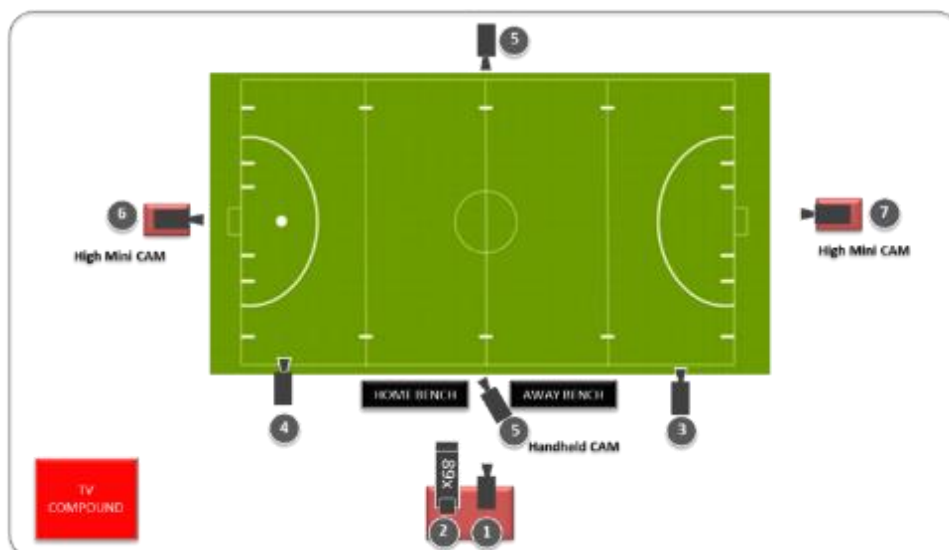 5
6
High Mini CAM
7
High Mini CAM
HOME BENCH
AWAY BENCH
4
5
Handheld CAM
3
89x
TV
COMPOUND
2
1